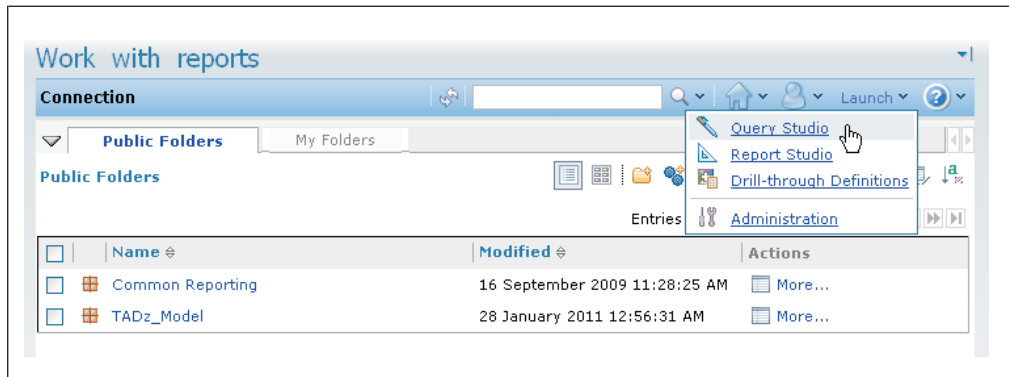 Work with reports
Connection
Launch
Public Folders
My Folders
Query Studio
Report Studio
Drill-through Definitions
Administration
Public Folders
Entries
Name
Modified
Actions
Common Reporting
16 September 2009 11:28:25 AM
More...
TADz_Model
28 January 2011 12:56:31 AM
More...